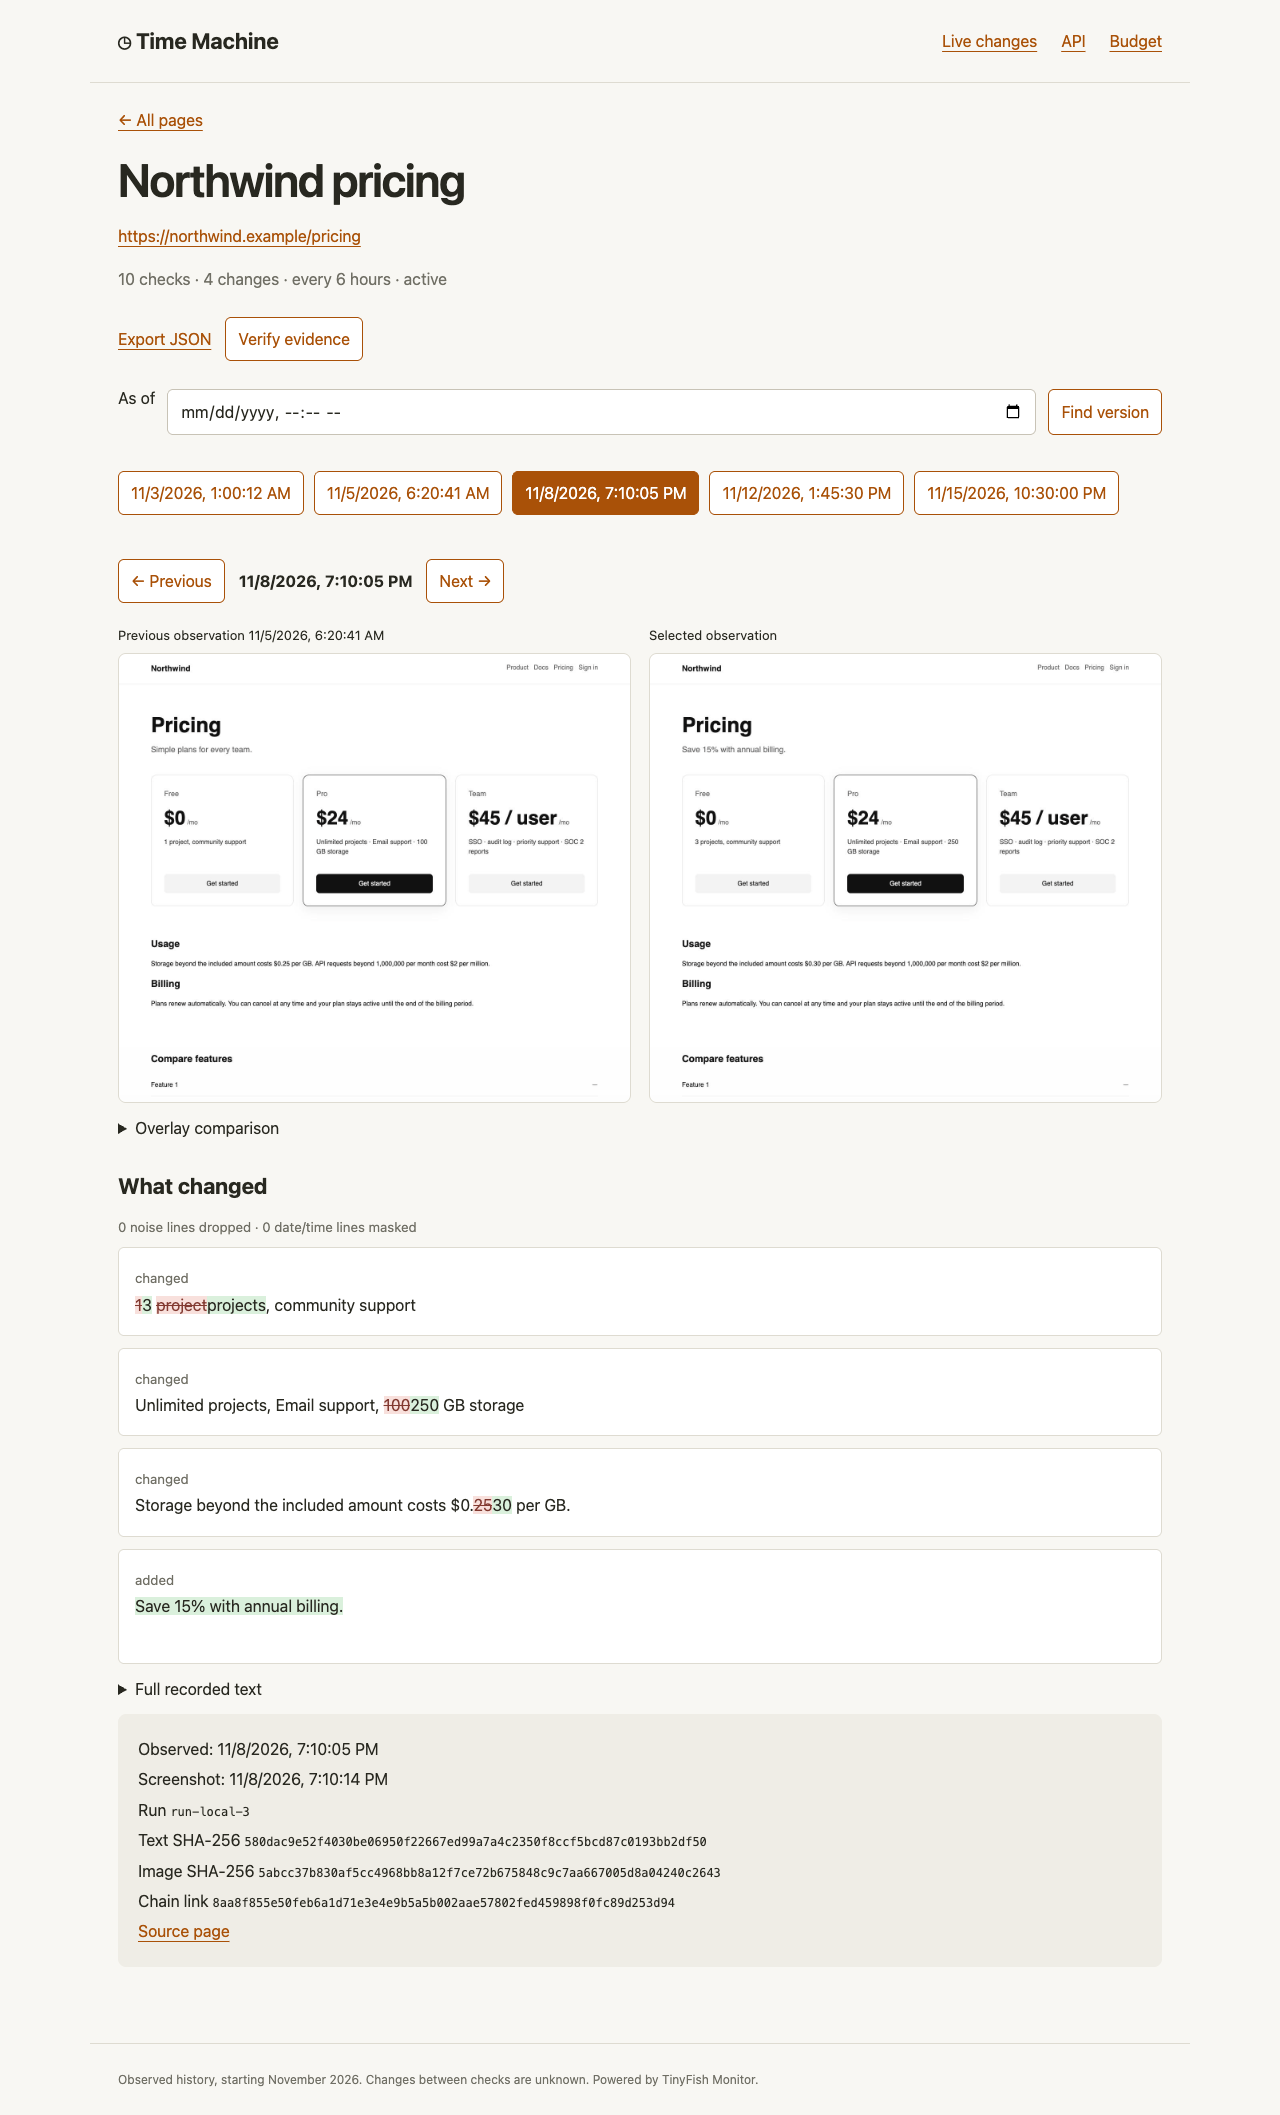 ◷ Time Machine
Live changes API Budget
← All pages
Northwind pricing
https://northwind.example/pricing
10 checks · 4 changes · every 6 hours · active
Export JSON Verify evidence
As of mm/dd/yyyy, --:-- -- Find version
11/3/2026, 1:00:12 AM 11/5/2026, 6:20:41 AM 11/8/2026, 7:10:05 PM 11/12/2026, 1:45:30 PM 11/15/2026, 10:30:00 PM
← Previous 11/8/2026, 7:10:05 PM Next →
Previous observation 11/5/2026, 6:20:41 AM
Northwind Product Docs Pricing Sign in
Pricing
Simple plans for every team.
Free Pro Team
$0 /mo $24 /mo $45 / user /mo
1 project, community support Unlimited projects · Email support · 100 SSO · audit log · priority support · SOC 2
GB storage reports
Get started Get started Get started
Usage
Storage beyond the included amount costs $0.25 per GB. API requests beyond 1,000,000 per month cost $2 per million.
Billing
Plans renew automatically. You can cancel at any time and your plan stays active until the end of the billing period.
Compare features
Feature 1 —
Selected observation
Northwind Product Docs Pricing Sign in
Pricing
Save 15% with annual billing.
Free Pro Team
$0 /mo $24 /mo $45 / user /mo
3 projects, community support Unlimited projects · Email support · 250 SSO · audit log · priority support · SOC 2
GB storage reports
Get started Get started Get started
Usage
Storage beyond the included amount costs $0.30 per GB. API requests beyond 1,000,000 per month cost $2 per million.
Billing
Plans renew automatically. You can cancel at any time and your plan stays active until the end of the billing period.
Compare features
Feature 1 —
▶ Overlay comparison
What changed
0 noise lines dropped · 0 date/time lines masked
changed
13 projectprojects, community support
changed
Unlimited projects, Email support, 100250 GB storage
changed
Storage beyond the included amount costs $0.2530 per GB.
added
Save 15% with annual billing.
▶ Full recorded text
Observed: 11/8/2026, 7:10:05 PM
Screenshot: 11/8/2026, 7:10:14 PM
Run run-local-3
Text SHA-256 580dac9e52f4030be06950f22667ed99a7a4c2350f8ccf5bcd87c0193bb2df50
Image SHA-256 5abcc37b830af5cc4968bb8a12f7ce72b675848c9c7aa667005d8a04240c2643
Chain link 8aa8f855e50feb6a1d71e3e4e9b5a5b002aae57802fed459898f0fc89d253d94
Source page
Observed history, starting November 2026. Changes between checks are unknown. Powered by TinyFish Monitor.